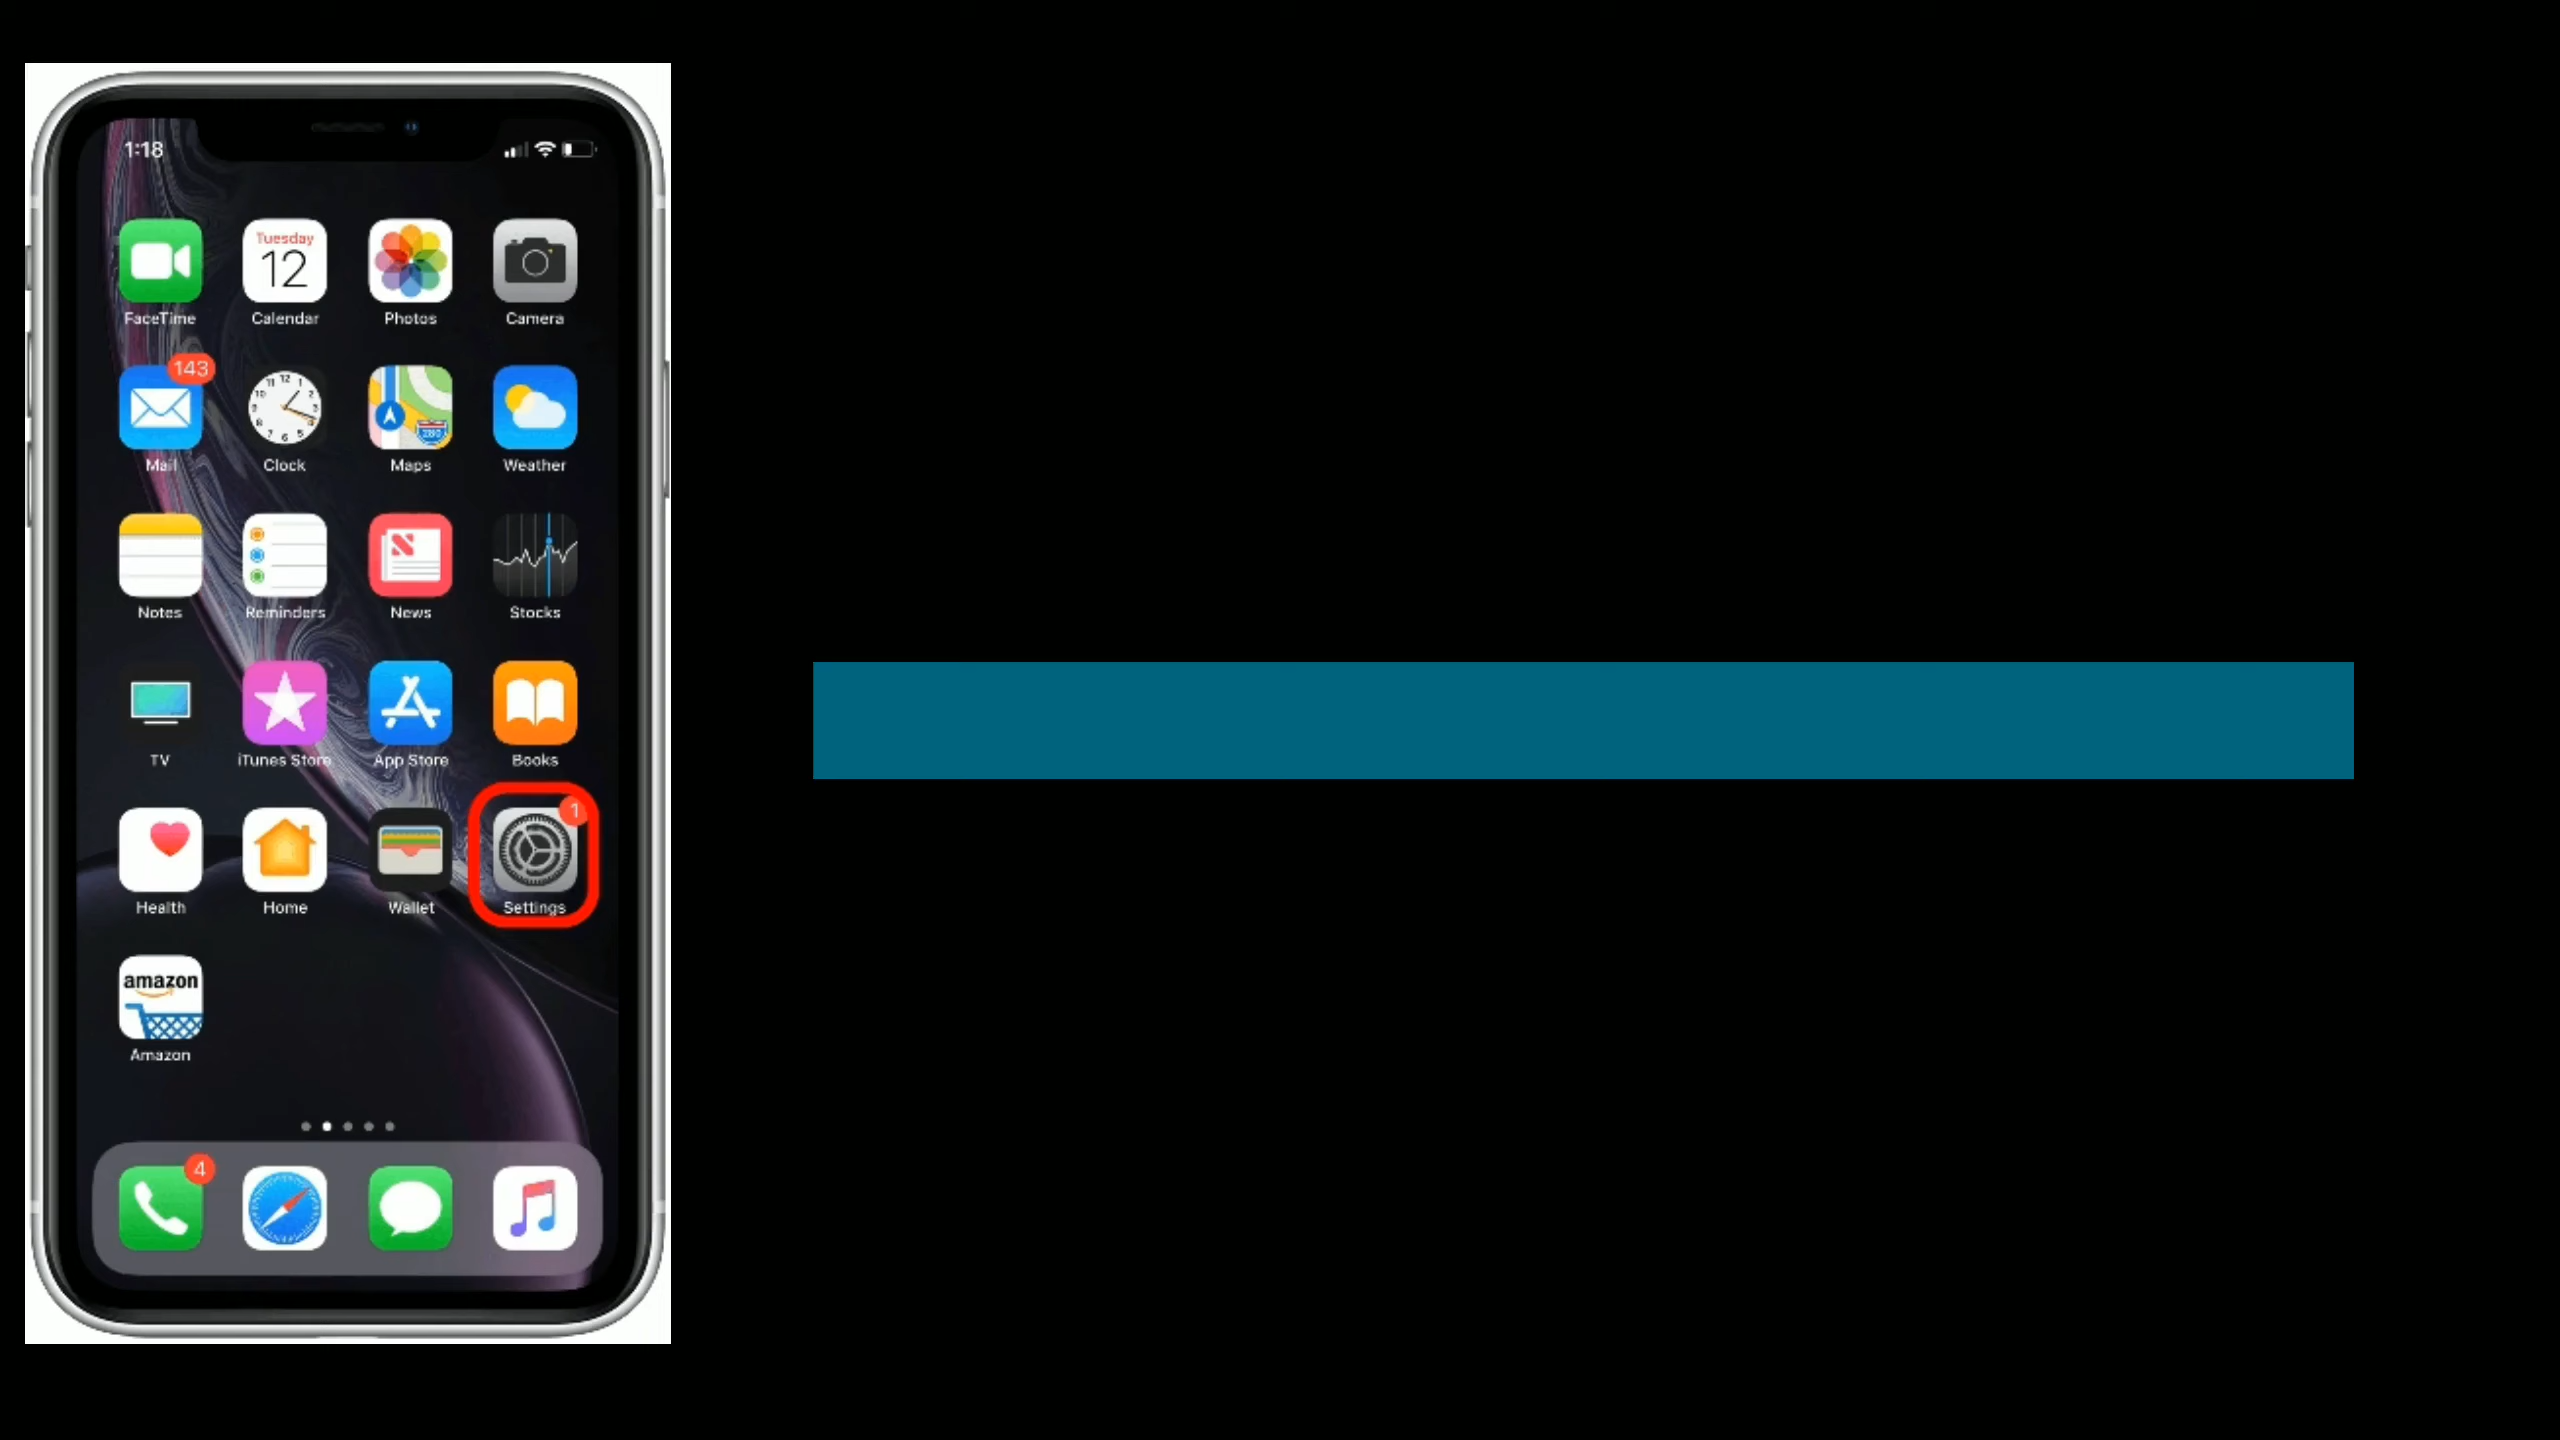 1:18
Tuesday
12
FaceTime Calendar Photos Camera
143
Mail Clock Maps Weather
280
Notes Reminders News Stocks
TV iTunes Store App Store Books
1
Health Home Wallet Settings
amazon
Amazon
4